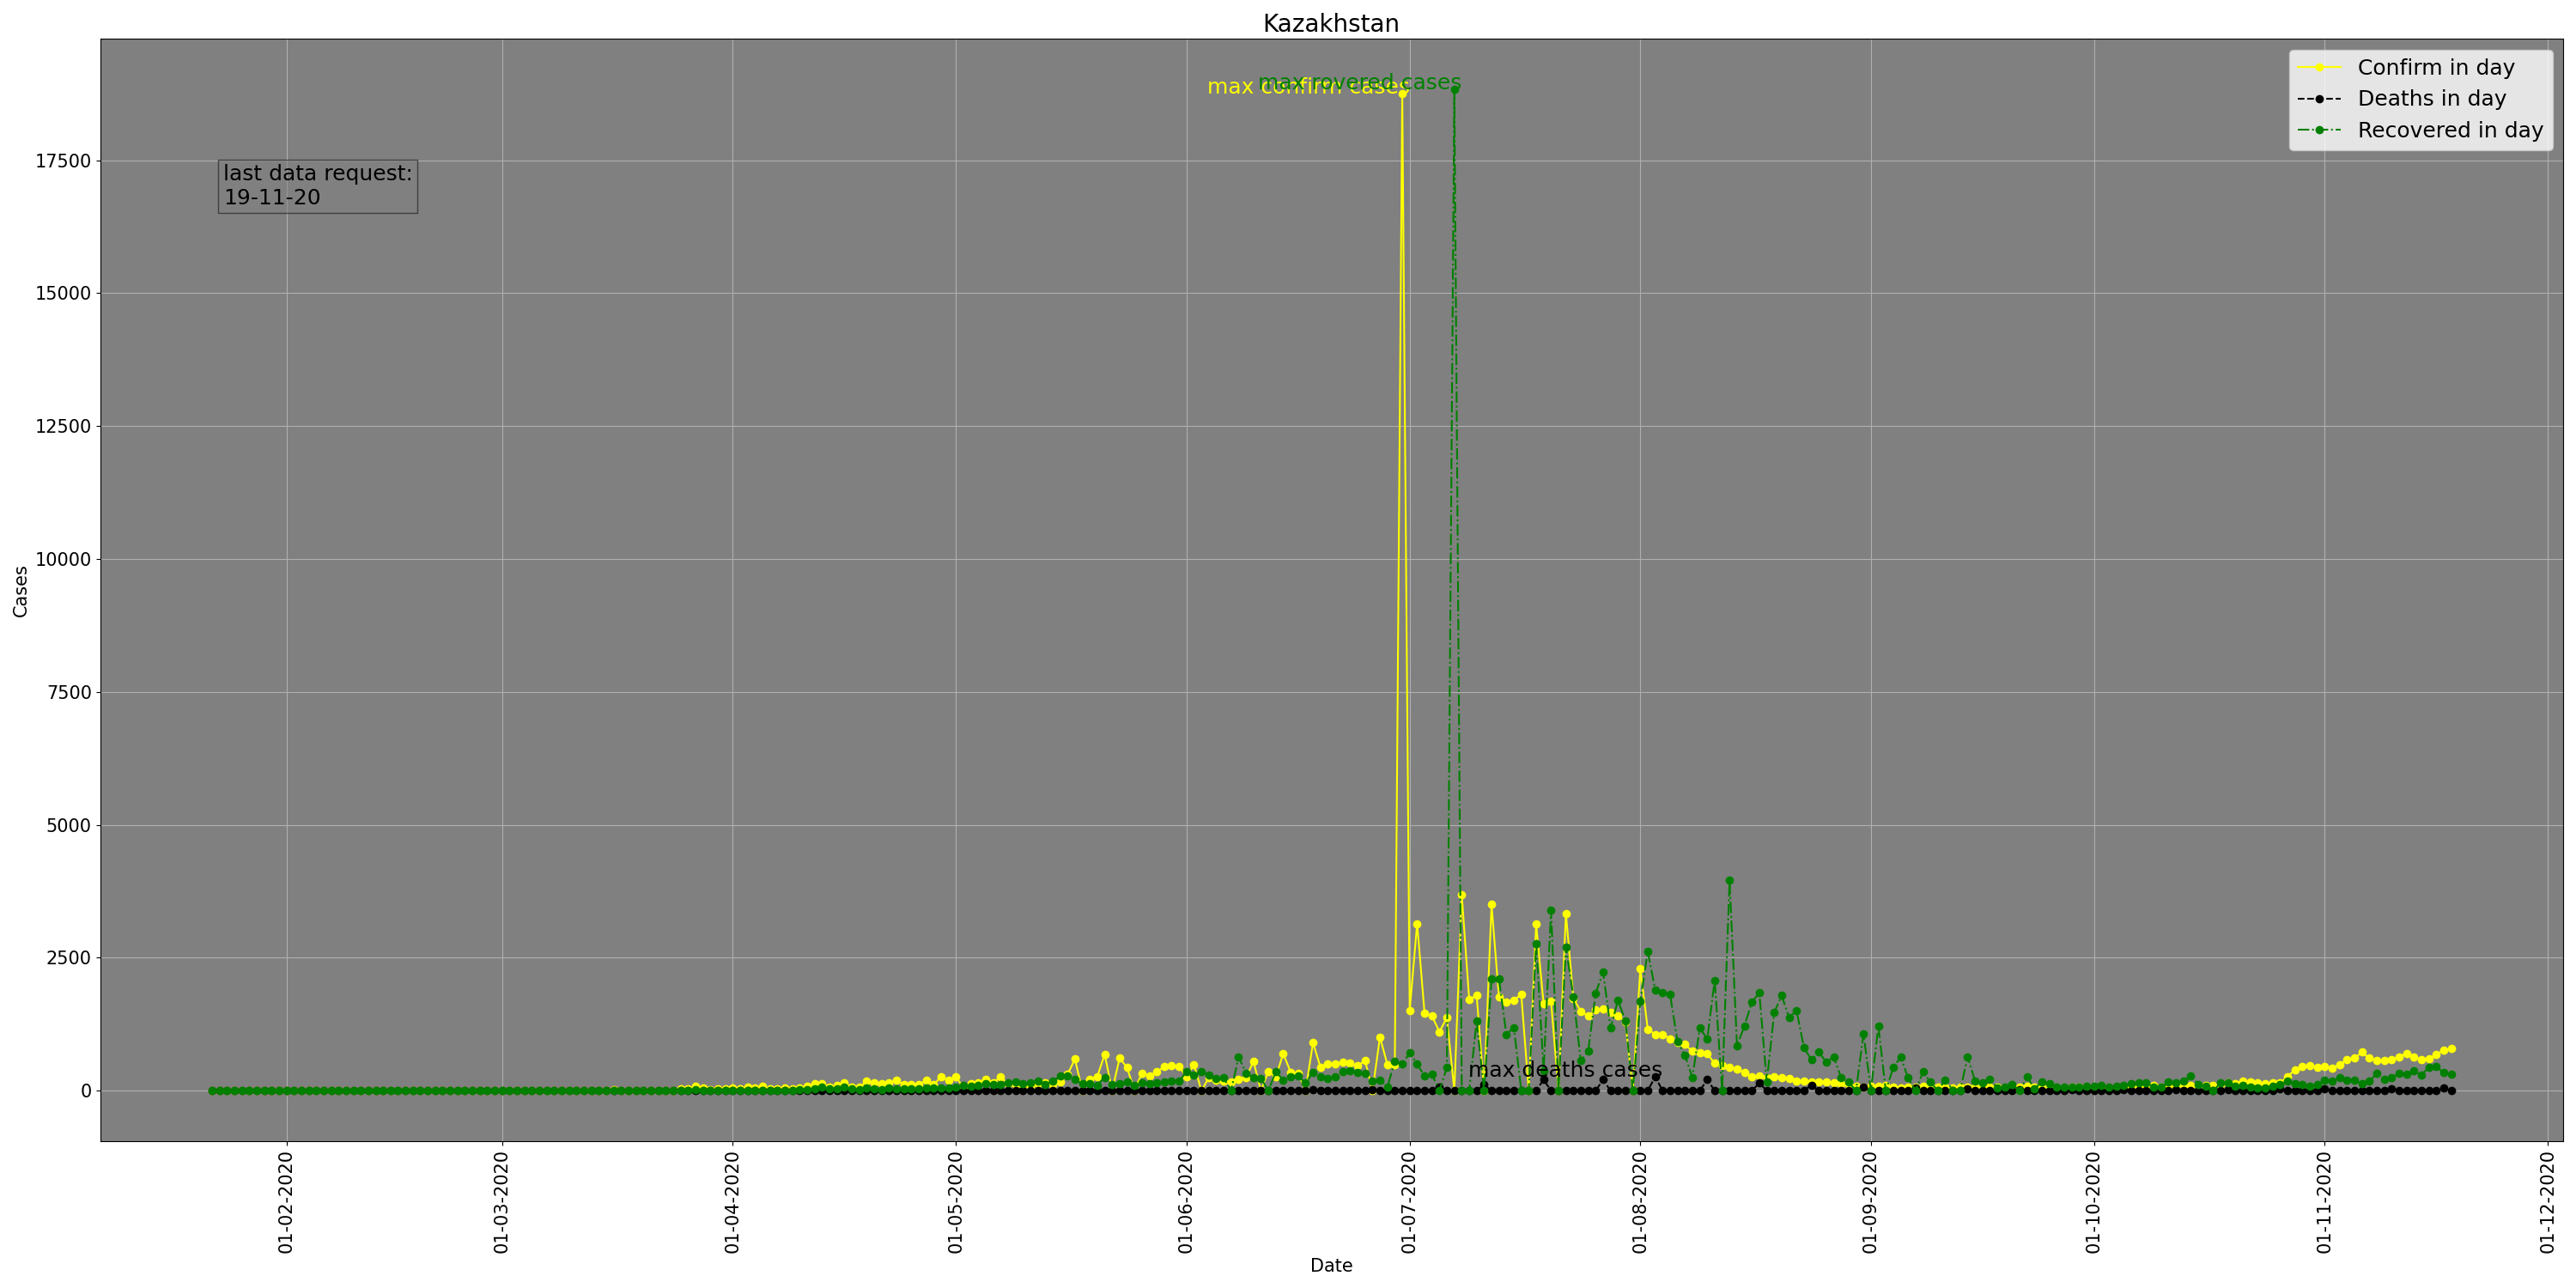 Kazakhstan
max confirm cases
max rovered cases
Confirm in day
Deaths in day
Recovered in day
last data request:
19-11-20
17500
15000
12500
10000
7500
5000
2500
0
Cases
max deaths cases
01-02-2020
01-03-2020
01-04-2020
01-05-2020
01-06-2020
01-07-2020
01-08-2020
01-09-2020
01-10-2020
01-11-2020
01-12-2020
Date